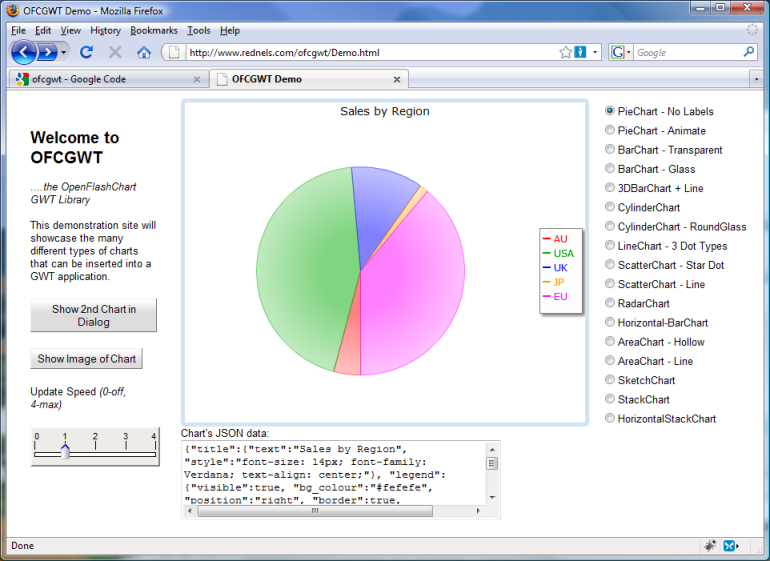 OFCGWT Demo - Mozilla Firefox
File Edit View History Bookmarks Tools Help
http://www.rednels.com/ofcgwt/Demo.html
G Google
ofcgwt - Google Code
OFCGWT Demo
Welcome to
OFCGWT
....the OpenFlashChart
GWT Library
This demonstration site will
showcase the many
different types of charts
that can be inserted into a
GWT application.
Show 2nd Chart in
Dialog
Show Image of Chart
Update Speed (0-off,
4-max)
0 1 2 3 4
Sales by Region
AU
USA
UK
JP
EU
Chart's JSON data:
{"title":{"text":"Sales by Region",
"style":"font-size: 14px; font-family:
Verdana; text-align: center;"}, "legend":
{"visible":true, "bg_colour":"#fefefe",
"position":"right", "border":true,
PieChart - No Labels
PieChart - Animate
BarChart - Transparent
BarChart - Glass
3DBarChart + Line
CylinderChart
CylinderChart - RoundGlass
LineChart - 3 Dot Types
ScatterChart - Star Dot
ScatterChart - Line
RadarChart
Horizontal-BarChart
AreaChart - Hollow
AreaChart - Line
SketchChart
StackChart
HorizontalStackChart
Done